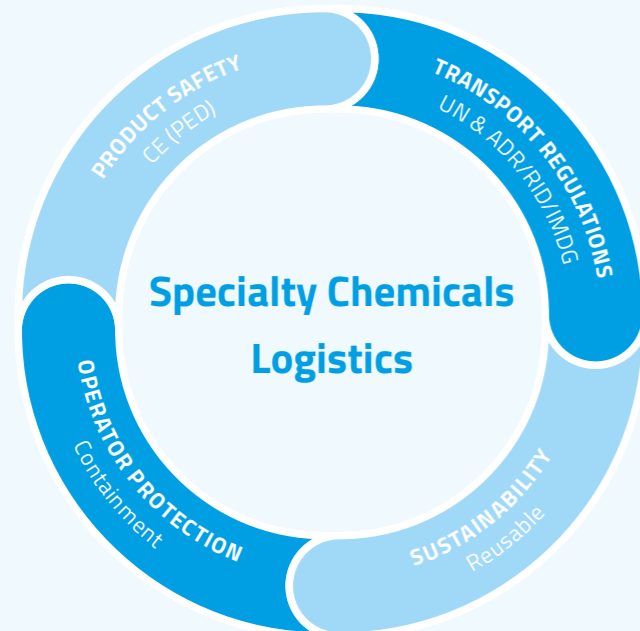 PRODUCT SAFETY
CE (PED)
TRANSPORT REGULATIONS
UN & ADR/RID/IMDG
Specialty Chemicals
Logistics
OPERATOR PROTECTION
Containment
SUSTAINABILITY
Reusable